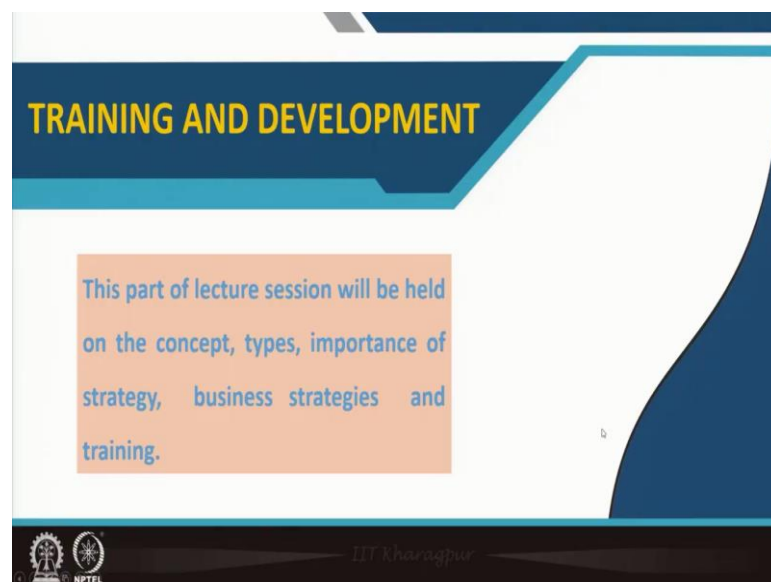 TRAINING AND DEVELOPMENT
This part of lecture session will be held
on the concept, types, importance of
strategy, business strategies and
training.
IIT Kharagpur
NPTEL